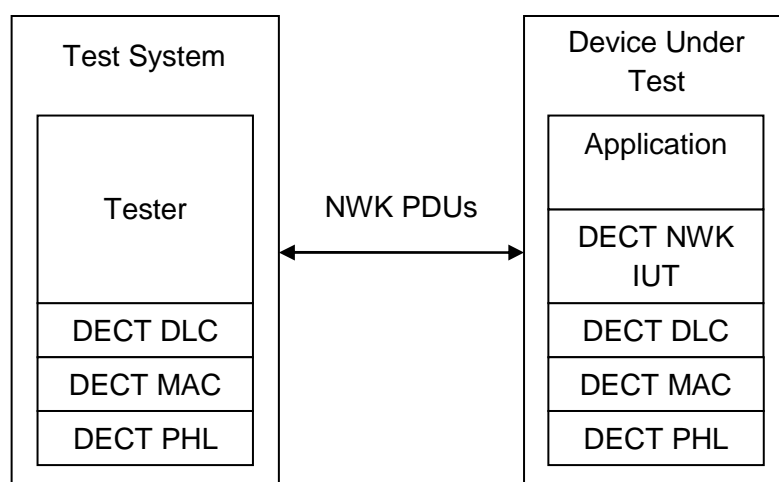 Test System
Tester
DECT DLC
DECT MAC
DECT PHL
NWK PDUs
Device Under
Test
Application
DECT NWK
IUT
DECT DLC
DECT MAC
DECT PHL